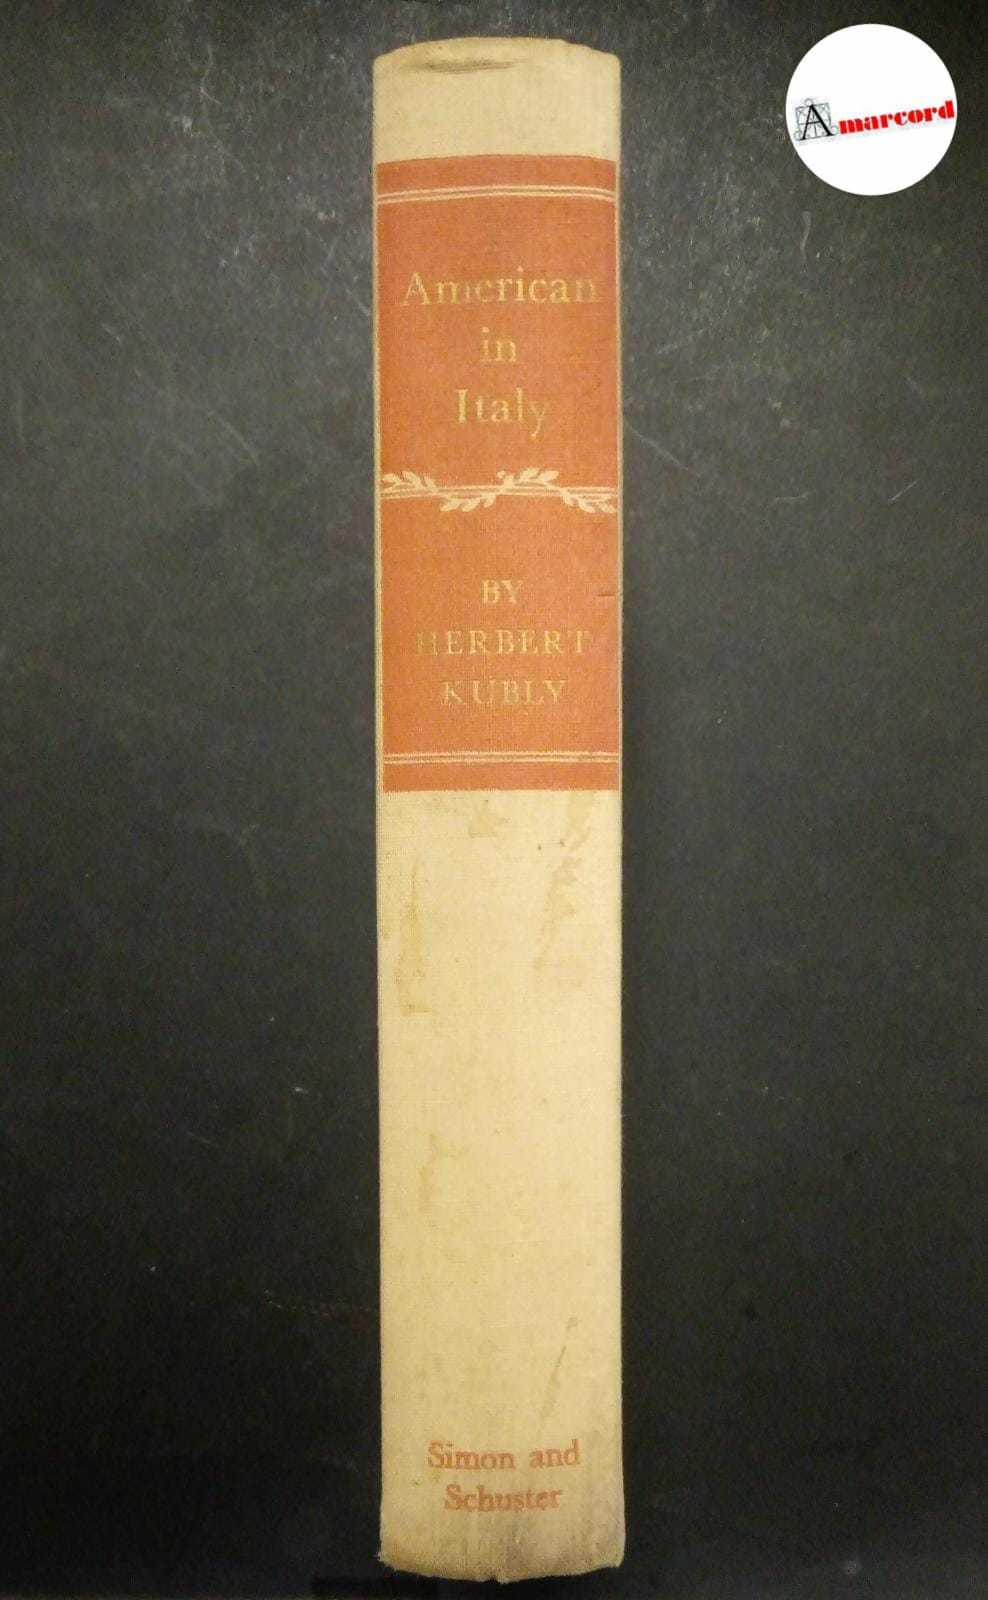 Amarcord
American
in
Italy
BY
HERBERT
KUBLY
Simon and
Schuster